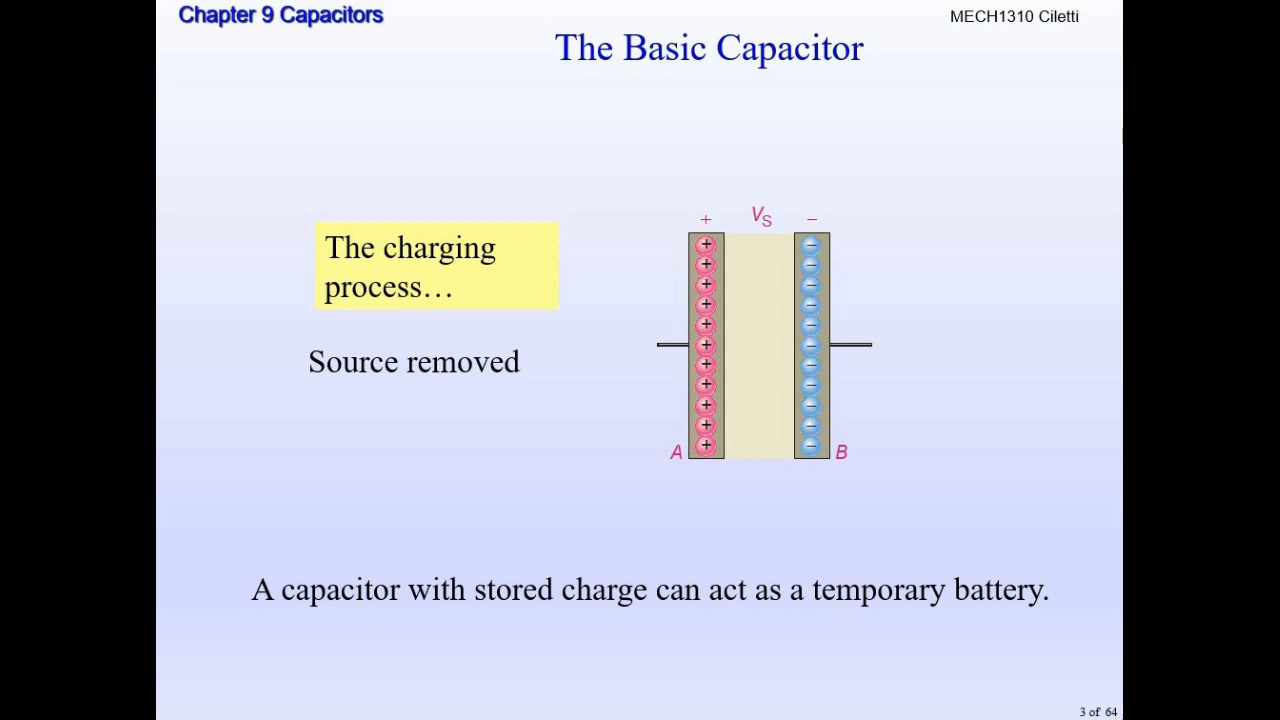 Chapter 9 Capacitors
MECH1310 Ciletti
The Basic Capacitor
The charging
process…
Source removed
+ VS −
+ −
+ −
+ −
+ −
+ −
+ −
+ −
+ −
+ −
+ −
+ −
A B
A capacitor with stored charge can act as a temporary battery.
3 of 64